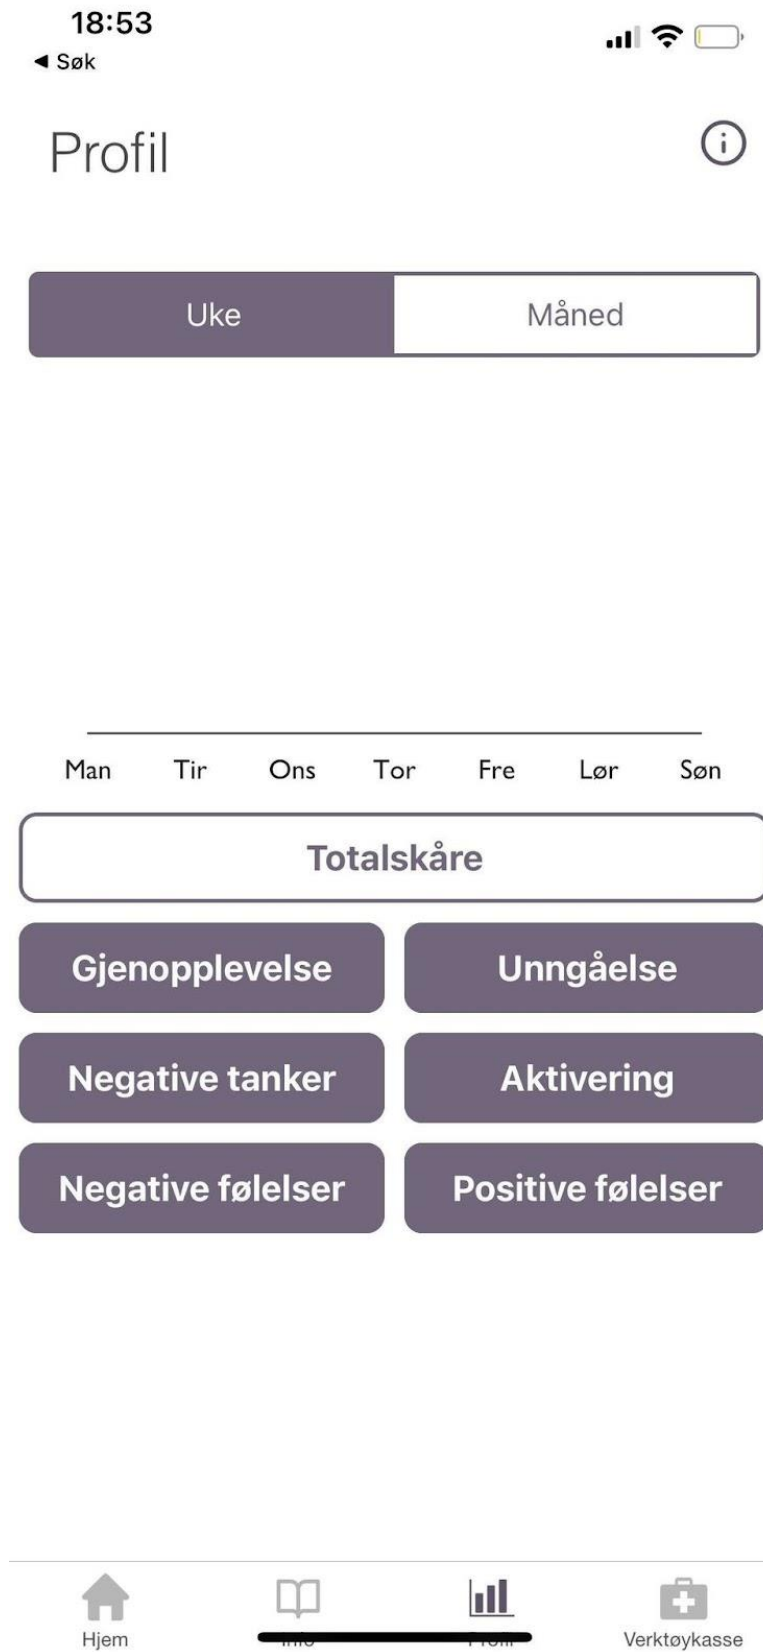 18:53
◀ Søk
Profil
Uke Måned
Man Tir Ons Tor Fre Lør Søn
Totalskåre
Gjenopplevelse Unngåelse
Negative tanker Aktivering
Negative følelser Positive følelser
Hjem Verktøykasse